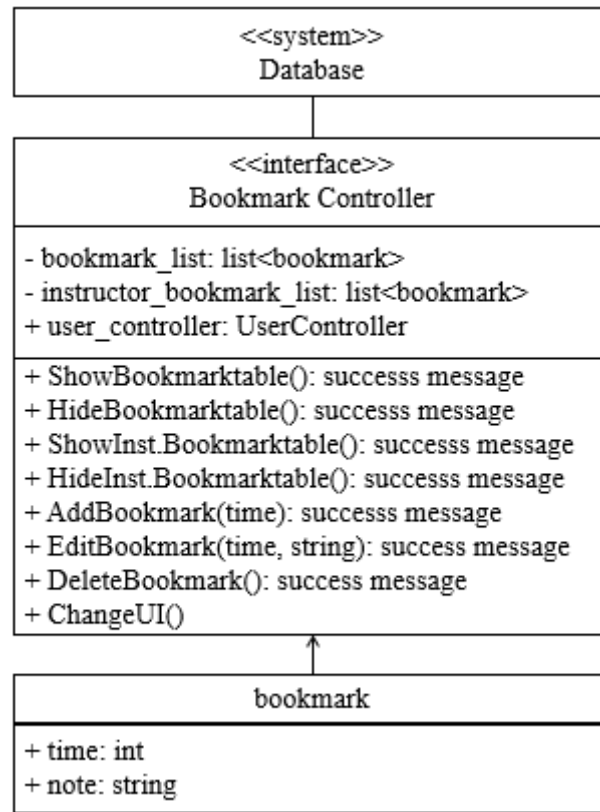 <<system>>
Database
<<interface>>
Bookmark Controller
- bookmark_list: list<bookmark>
- instructor_bookmark_list: list<bookmark>
+ user_controller: UserController
+ ShowBookmarktable(): successs message
+ HideBookmarktable(): successs message
+ ShowInst.Bookmarktable(): successs message
+ HideInst.Bookmarktable(): successs message
+ AddBookmark(time): successs message
+ EditBookmark(time, string): success message
+ DeleteBookmark(): success message
+ ChangeUI()
bookmark
+ time: int
+ note: string